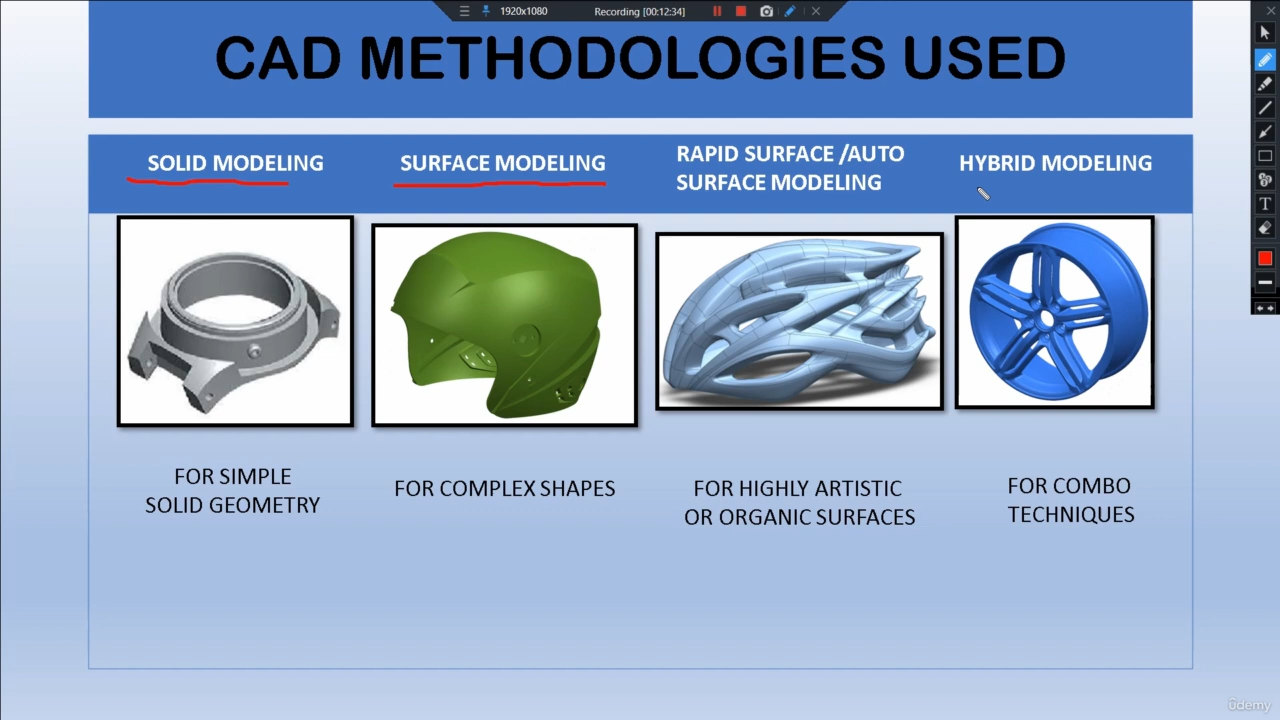 1920x1080
Recording [00:12:34]
CAD METHODOLOGIES USED
SOLID MODELING
SURFACE MODELING
RAPID SURFACE /AUTO
SURFACE MODELING
HYBRID MODELING
FOR SIMPLE
SOLID GEOMETRY
FOR COMPLEX SHAPES
FOR HIGHLY ARTISTIC
OR ORGANIC SURFACES
FOR COMBO
TECHNIQUES
T
ûdemy